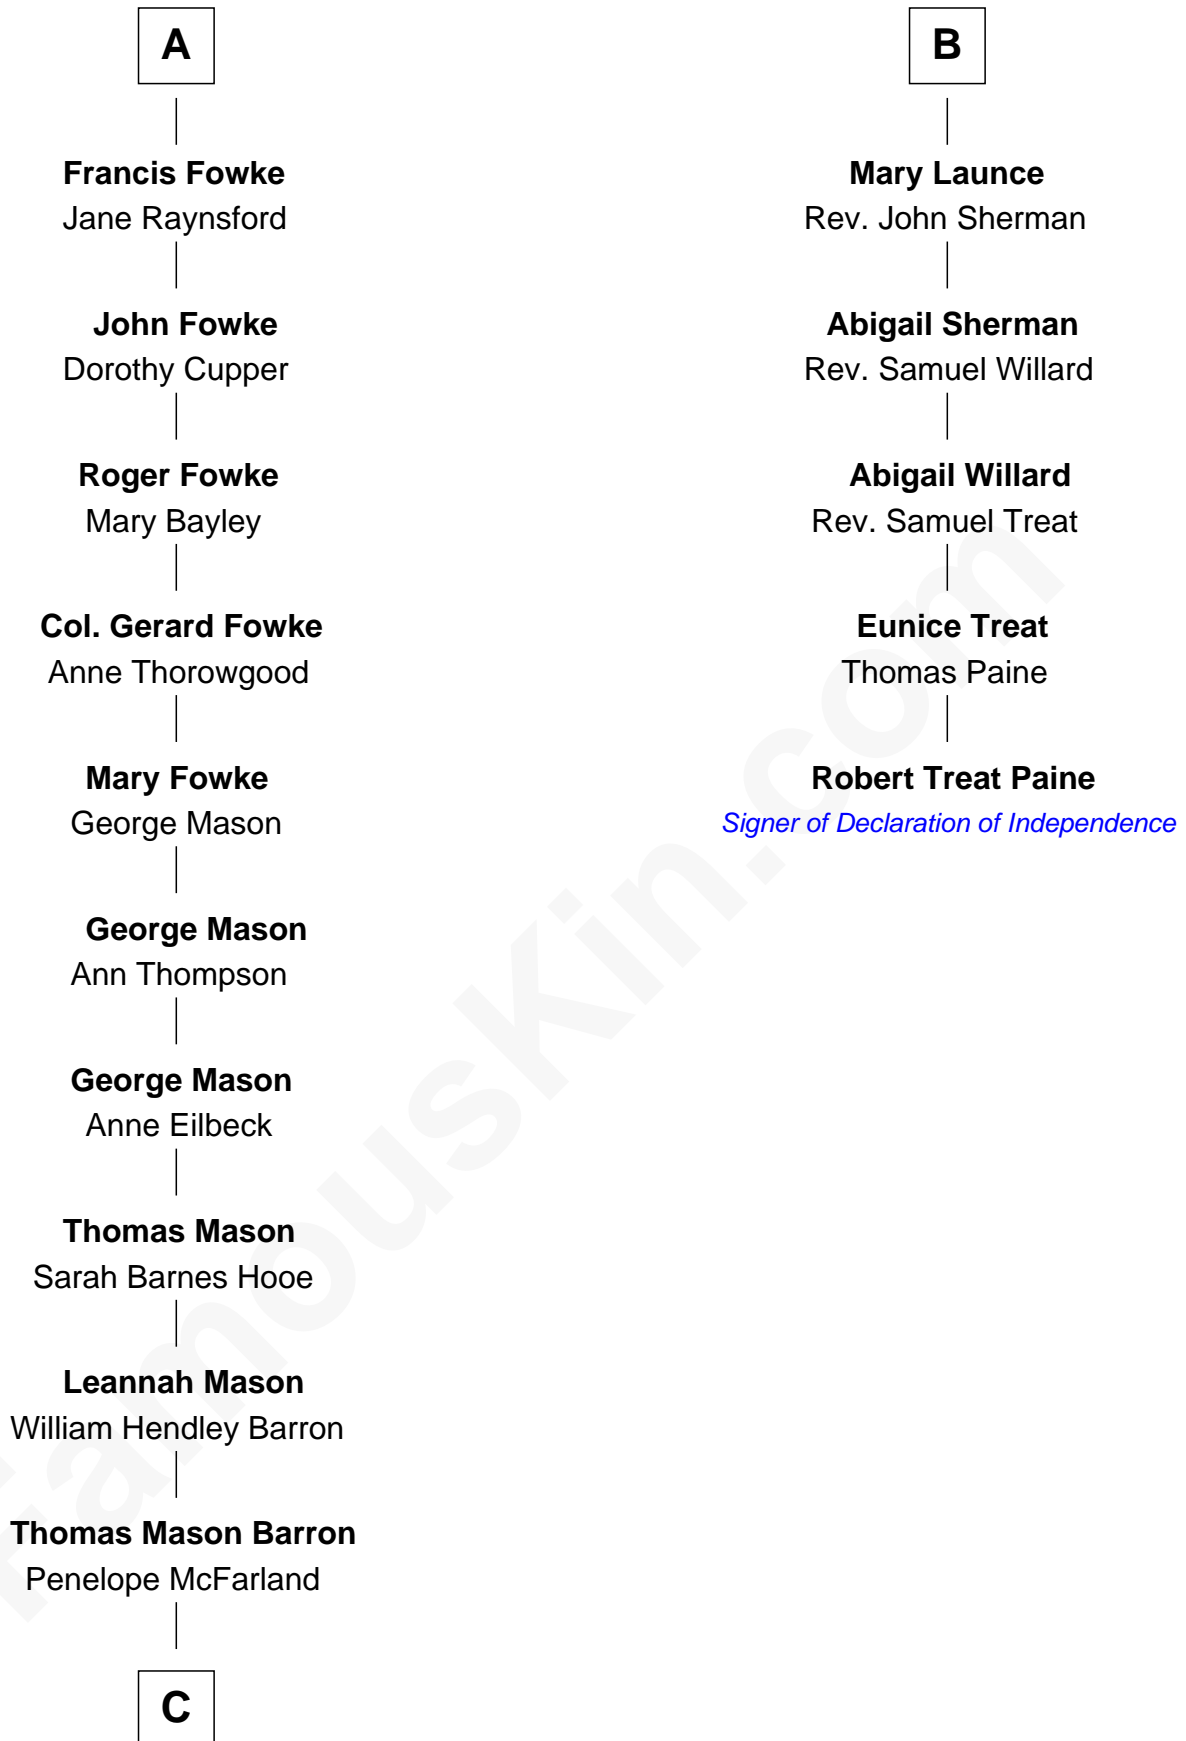 A
Francis Fowke
Jane Raynsford
John Fowke
Dorothy Cupper
Roger Fowke
Mary Bayley
Col. Gerard Fowke
Anne Thorowgood
Mary Fowke
George Mason
George Mason
Ann Thompson
George Mason
Anne Eilbeck
Thomas Mason
Sarah Barnes Hooe
Leannah Mason
William Hendley Barron
Thomas Mason Barron
Penelope McFarland
C
B
Mary Launce
Rev. John Sherman
Abigail Sherman
Rev. Samuel Willard
Abigail Willard
Rev. Samuel Treat
Eunice Treat
Thomas Paine
Robert Treat Paine
Signer of Declaration of Independence
FamousKin.com